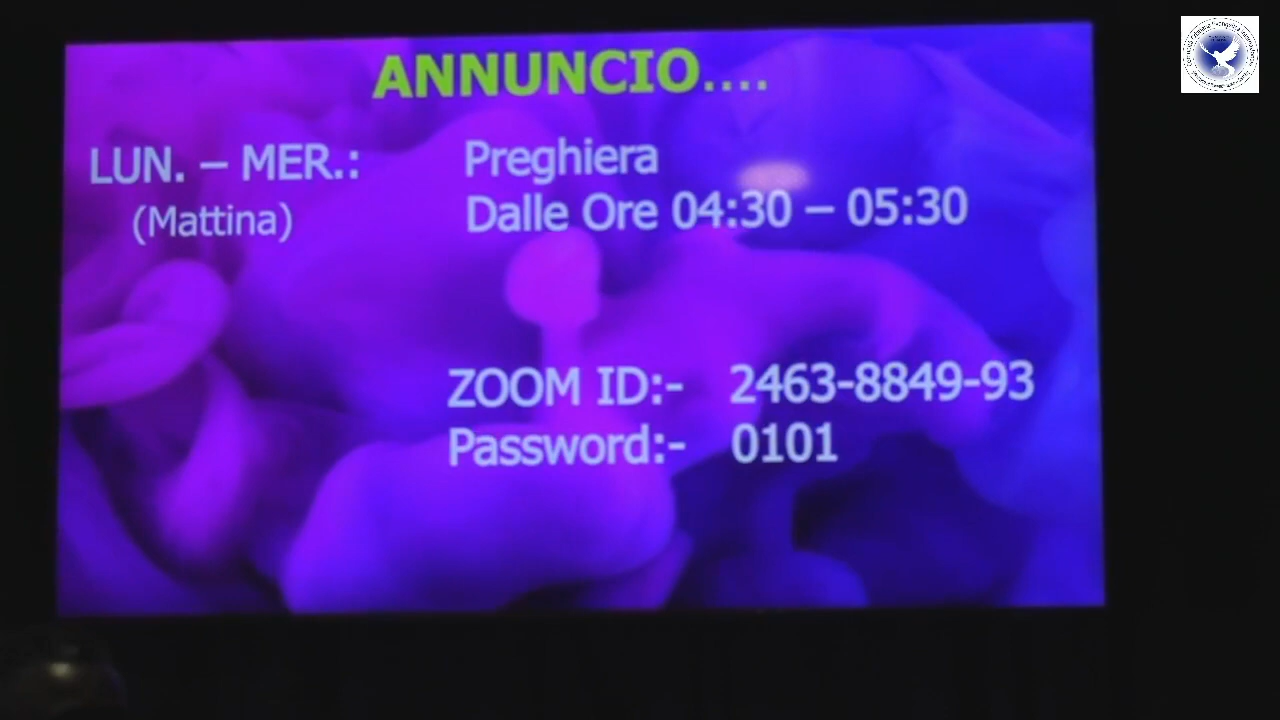 ANNUNCIO....
LUN. – MER.: Preghiera
(Mattina) Dalle Ore 04:30 – 05:30
ZOOM ID:- 2463-8849-93
Password:- 0101